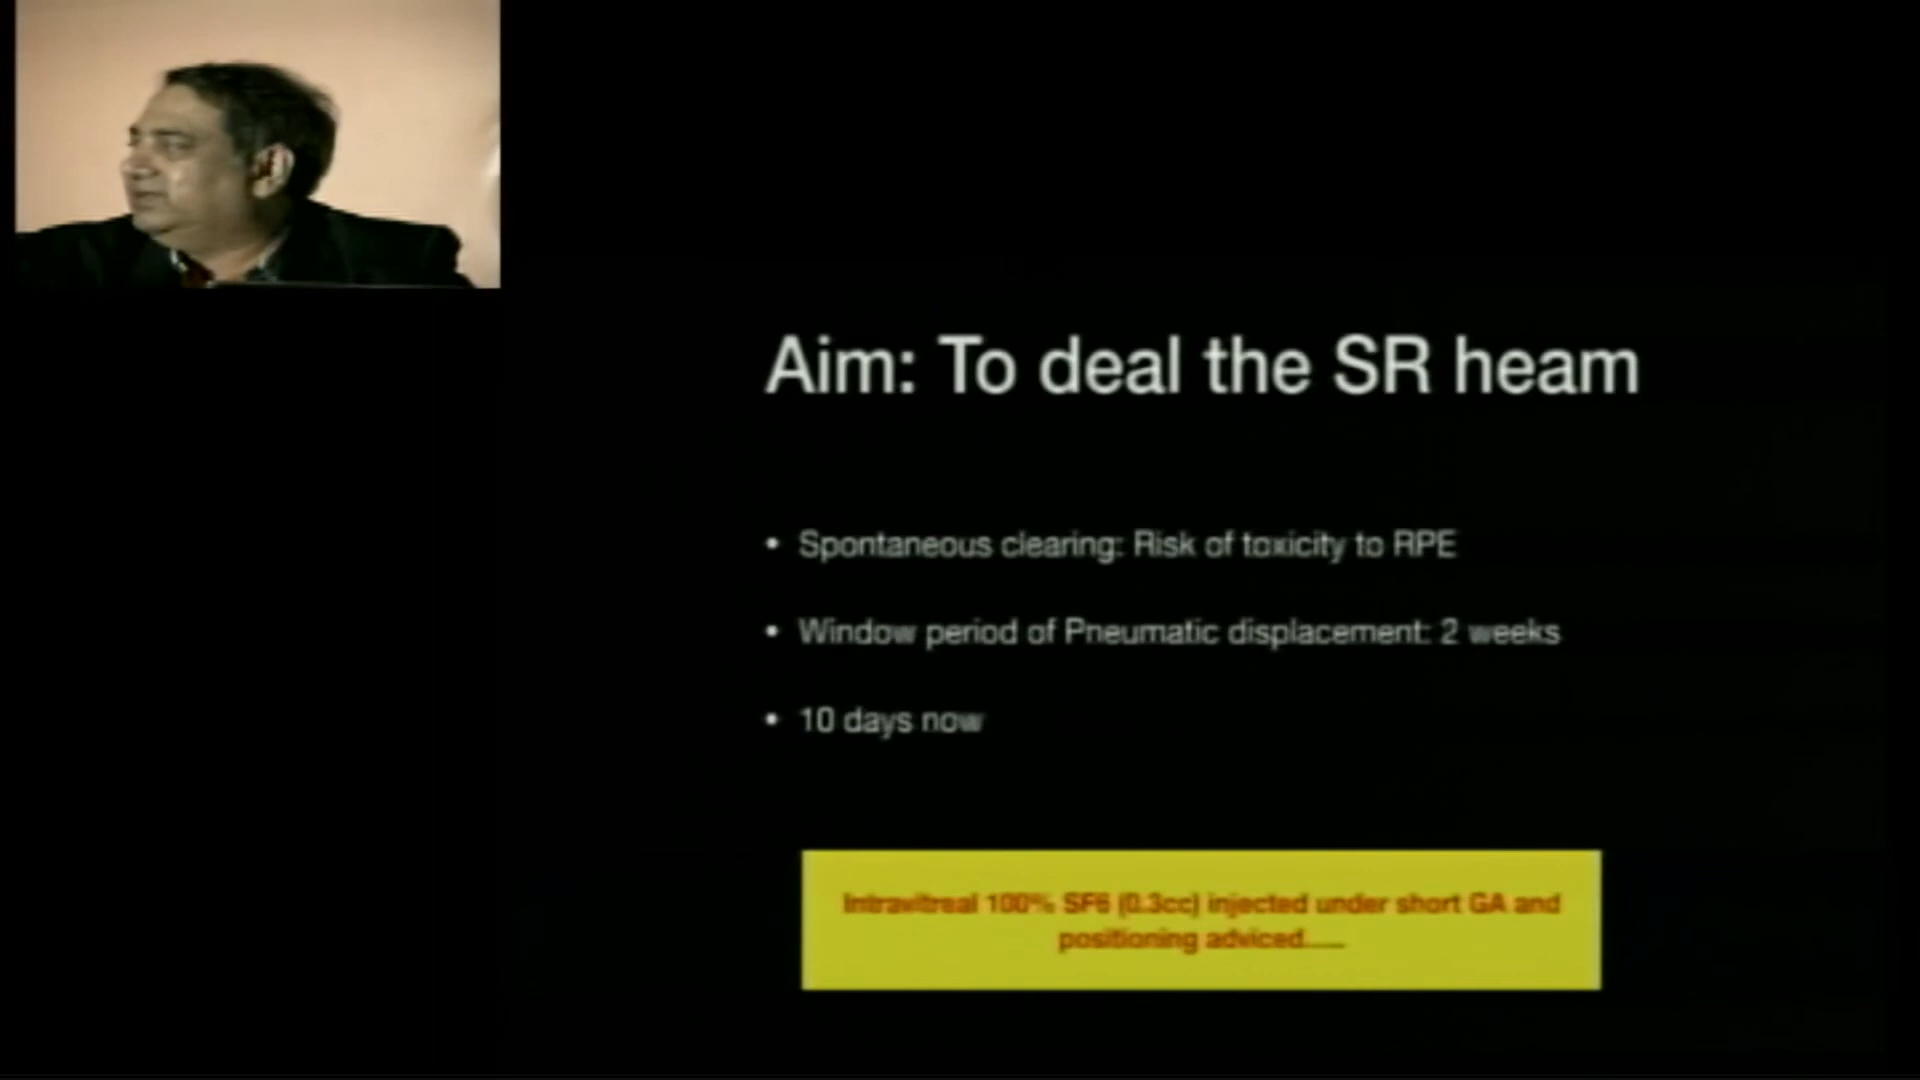 Aim: To deal the SR heam
• Spontaneous clearing: Risk of toxicity to RPE
• Window period of Pneumatic displacement: 2 weeks
• 10 days now
Intravitreal 100% SF6 (0.3cc) injected under short GA and
positioning adviced.....